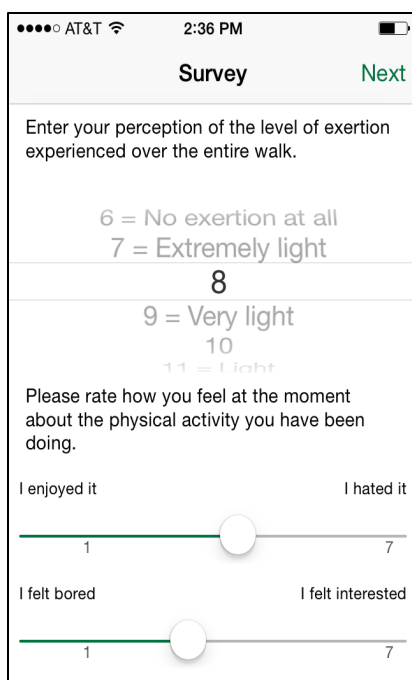 AT&T 2:36 PM
Survey Next
Enter your perception of the level of exertion
experienced over the entire walk.
6 = No exertion at all
7 = Extremely light
8
9 = Very light
10
11 = Light
Please rate how you feel at the moment
about the physical activity you have been
doing.
I enjoyed it I hated it
1 7
I felt bored I felt interested
1 7